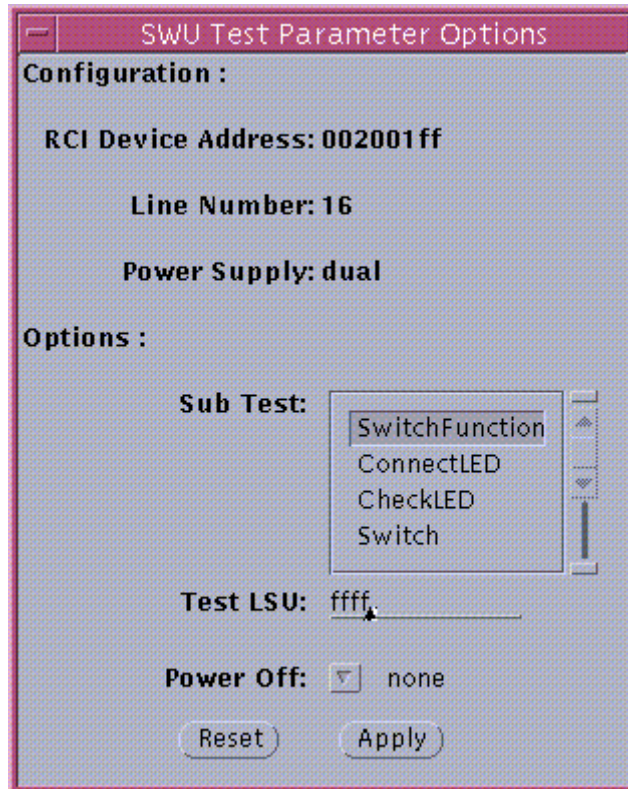 SWU Test Parameter Options
Configuration :
RCI Device Address: 002001ff
Line Number: 16
Power Supply: dual
Options :
Sub Test:
SwitchFunction
ConnectLED
CheckLED
Switch
Test LSU: ffff
Power Off: none
Reset Apply